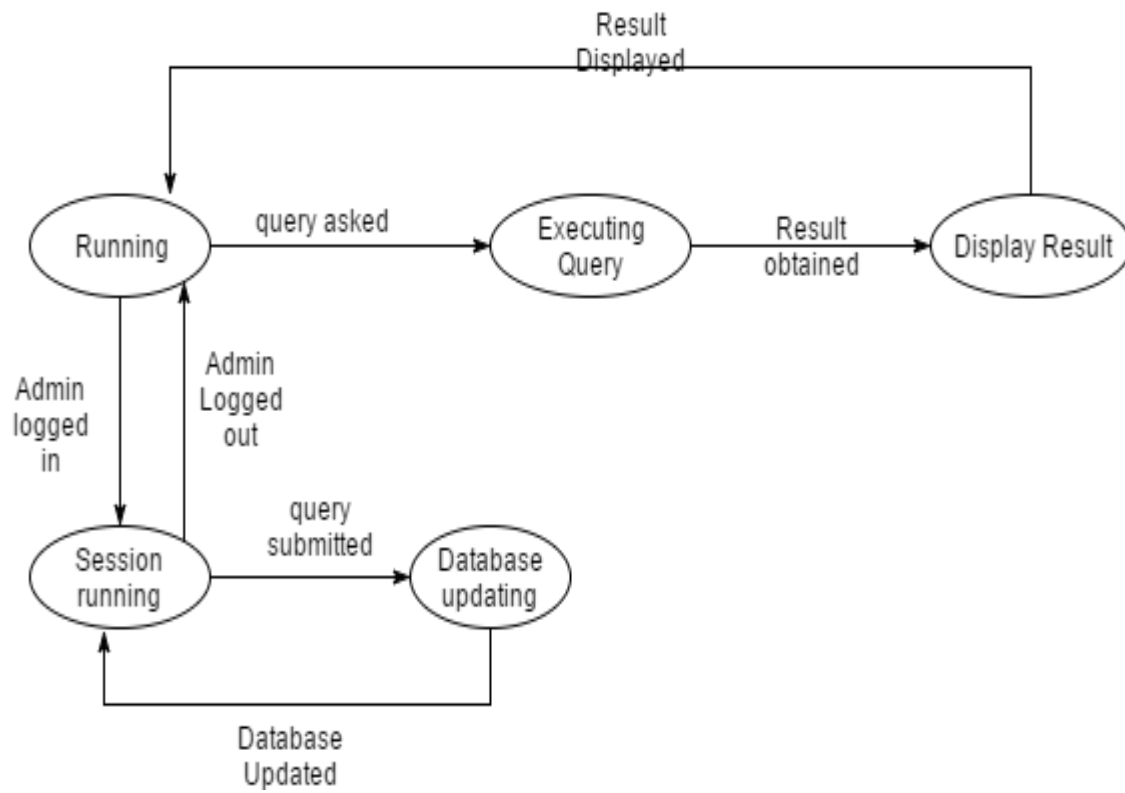 Result
Displayed
Running
query asked
Executing
Query
Result
obtained
Display Result
Admin
logged
in
Admin
Logged
out
Session
running
query
submitted
Database
updating
Database
Updated